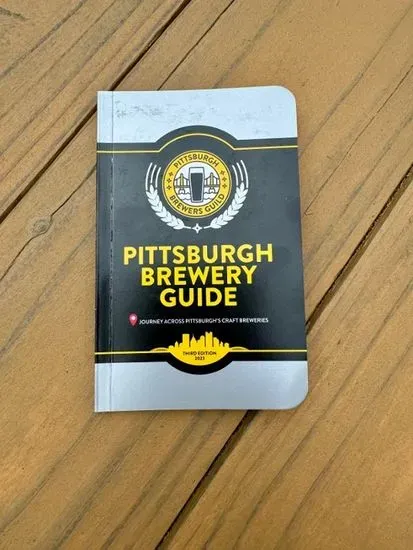 PITTSBURGH
BREWERS GUILD
PITTSBURGH
BREWERY
GUIDE
JOURNEY ACROSS PITTSBURGH'S CRAFT BREWERIES
THIRD EDITION
2023